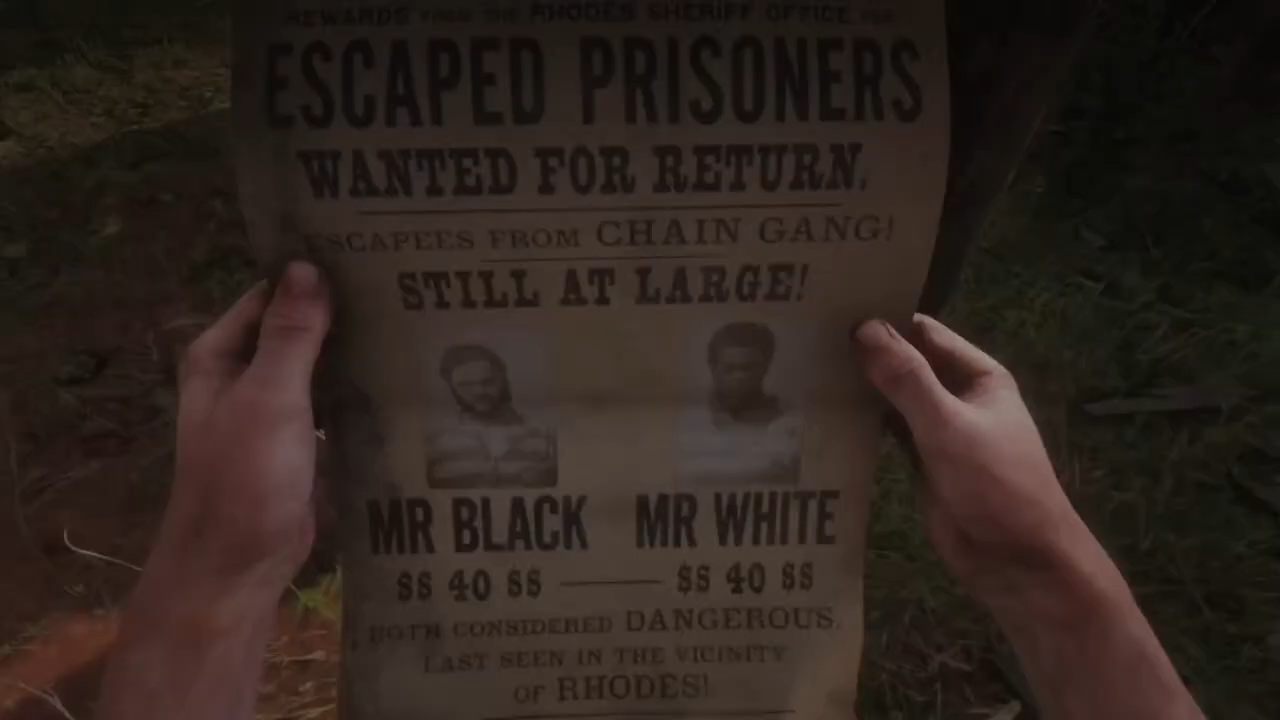 REWARDS FROM THE RHODES SHERIFF OFFICE FOR
ESCAPED PRISONERS
WANTED FOR RETURN.
ESCAPEES FROM CHAIN GANG!
STILL AT LARGE!
MR BLACK MR WHITE
$$ 40 $$ — $$ 40 $$
BOTH CONSIDERED DANGEROUS.
LAST SEEN IN THE VICINITY
OF RHODES!